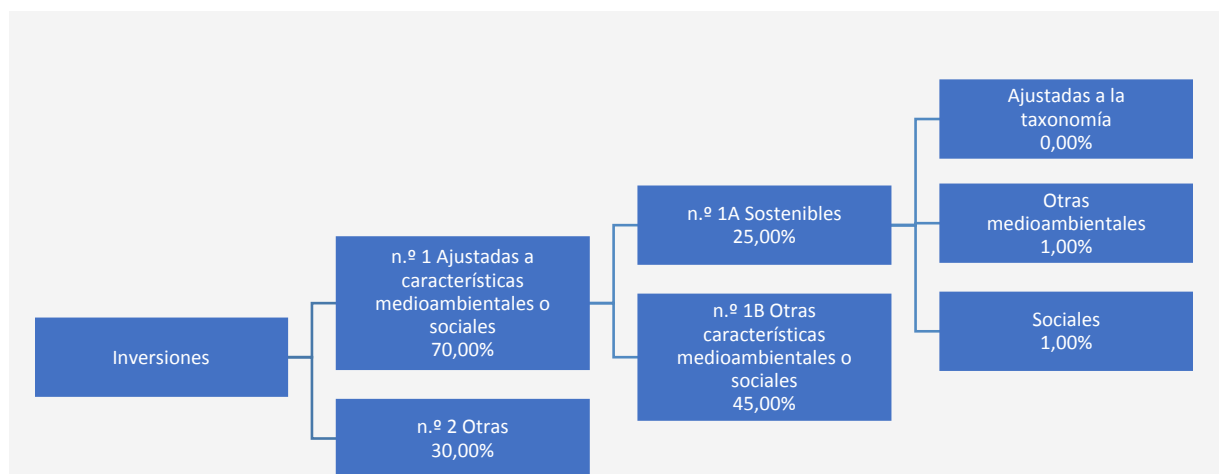 Inversiones
n.º 1 Ajustadas a
características
medioambientales o
sociales
70,00%
n.º 2 Otras
30,00%
n.º 1A Sostenibles
25,00%
n.º 1B Otras
características
medioambientales o
sociales
45,00%
Ajustadas a la
taxonomía
0,00%
Otras
medioambientales
1,00%
Sociales
1,00%